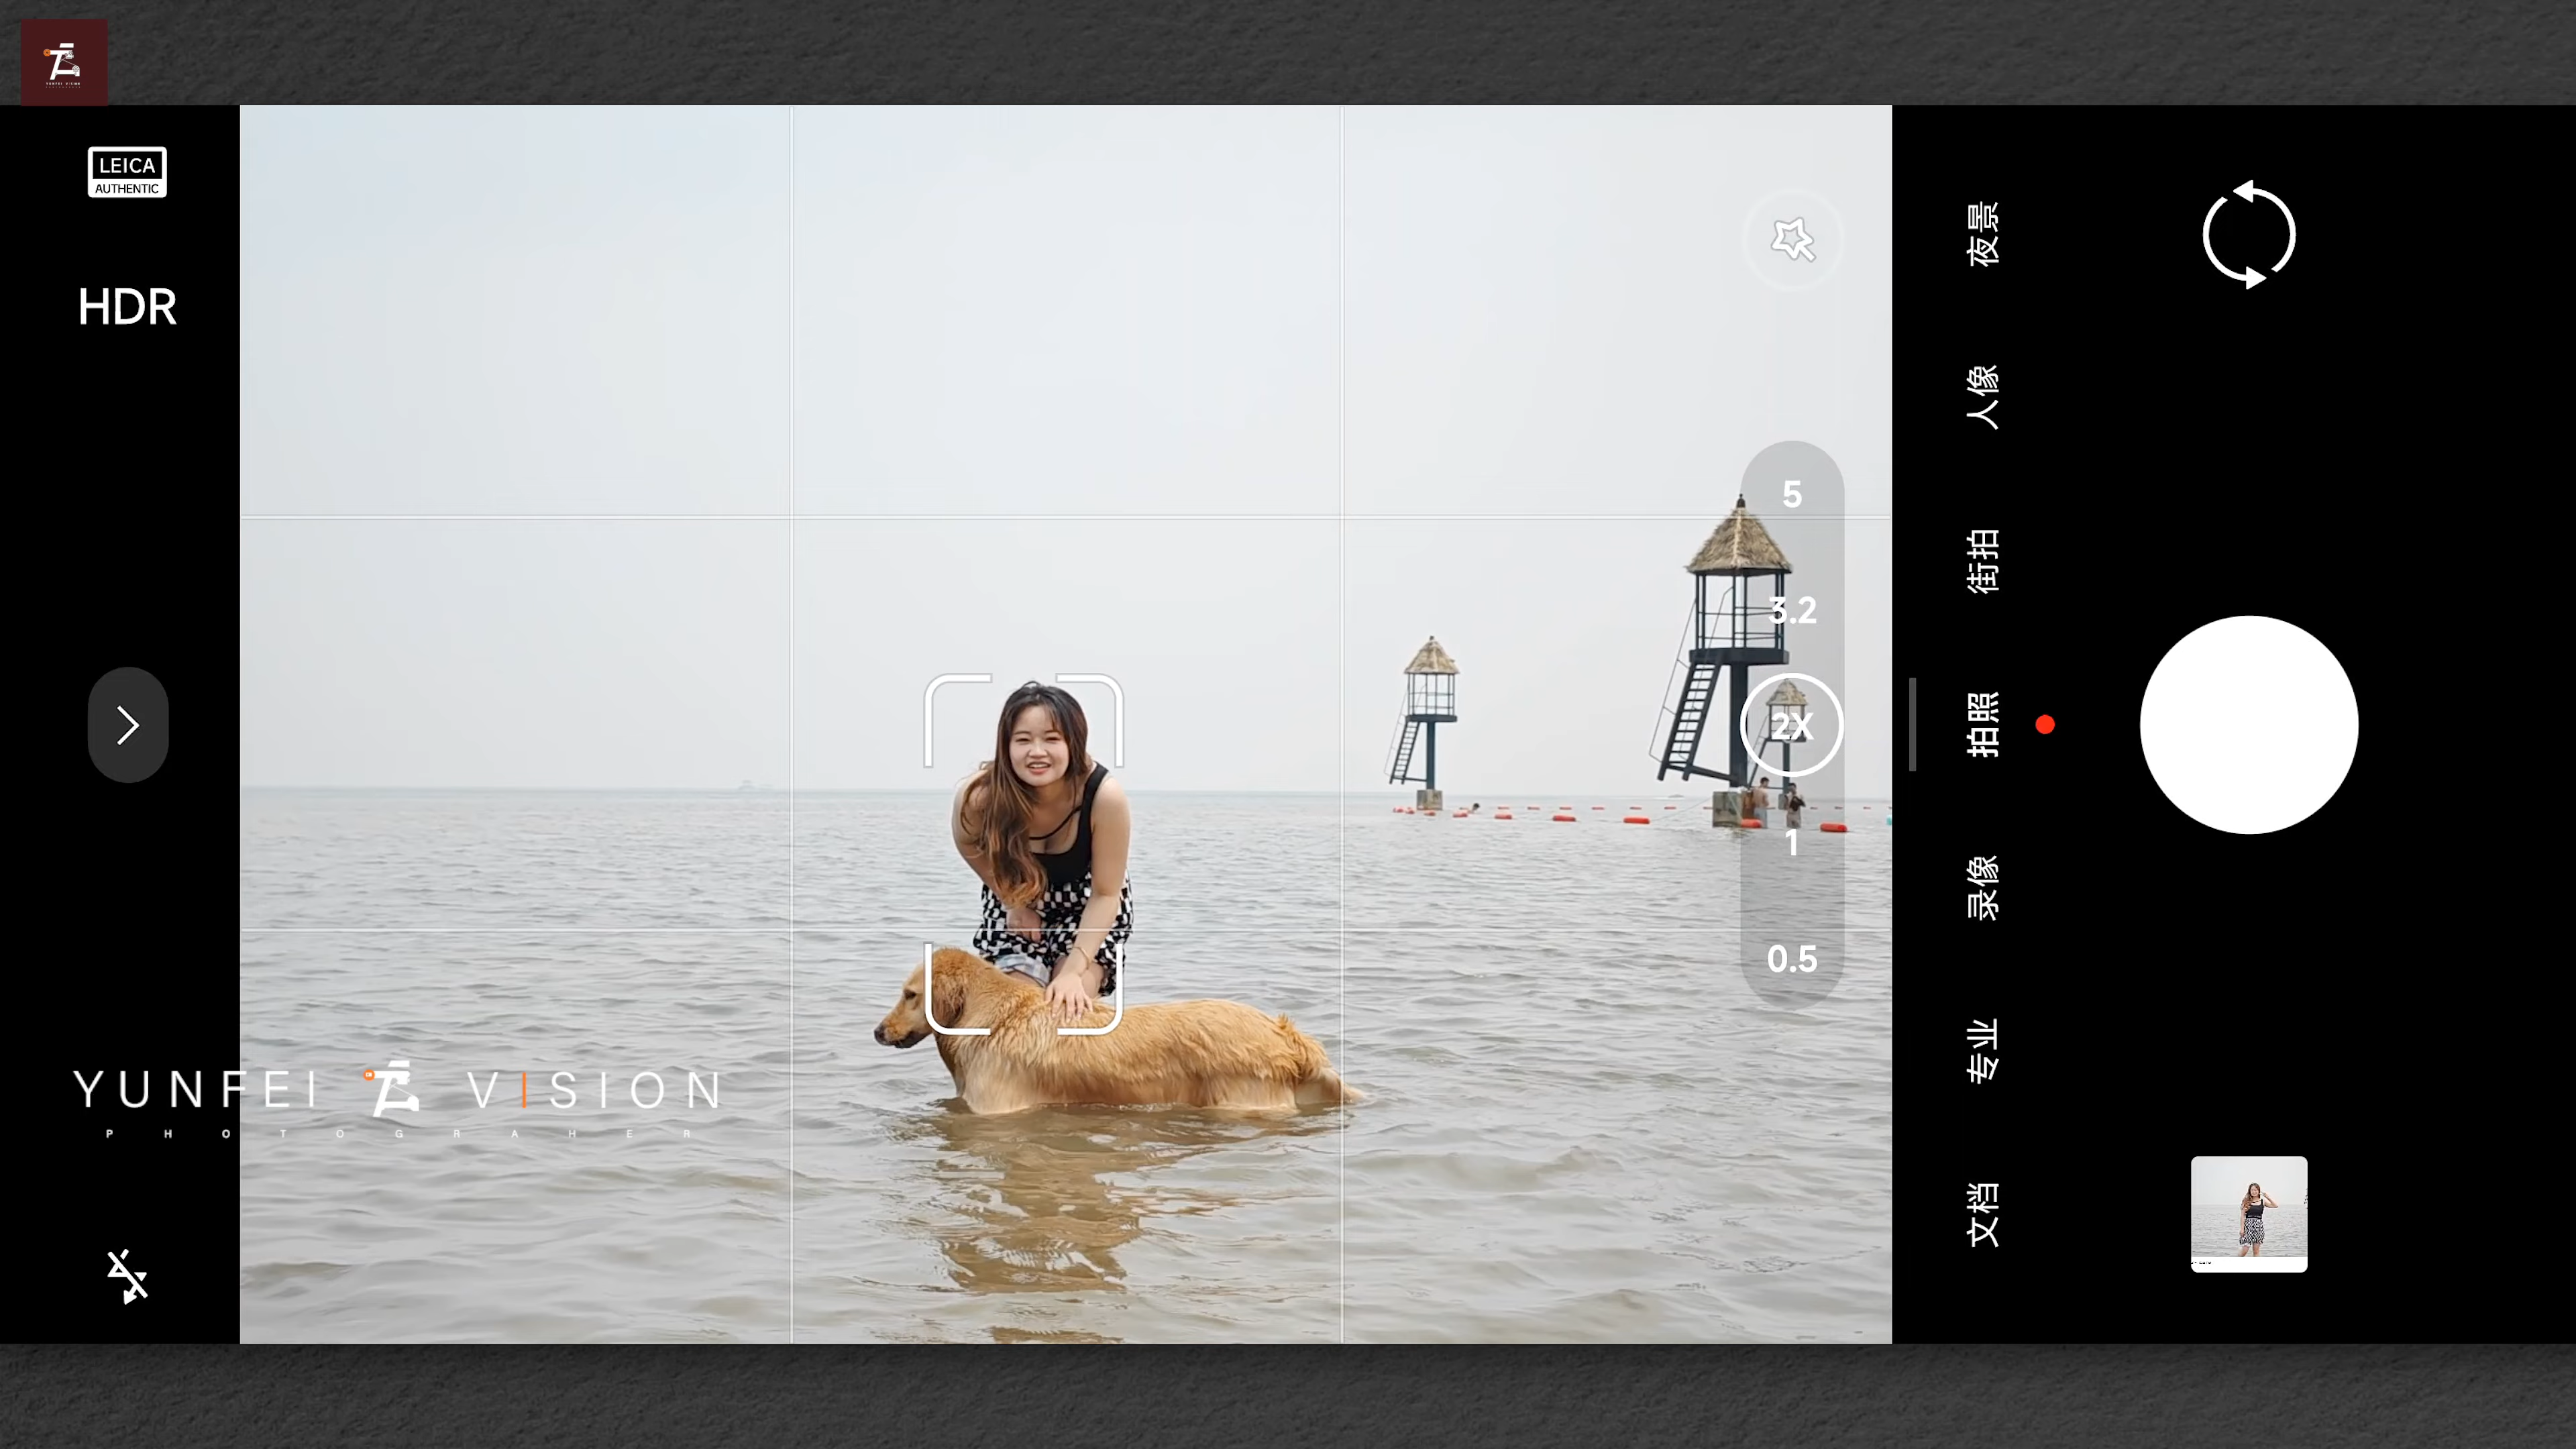 LEICA
AUTHENTIC
HDR
5
3.2
2X
1
0.5
夜景
人像
街拍
拍照
录像
专业
文档
YUNFEI VISION
PHOTOGRAHER